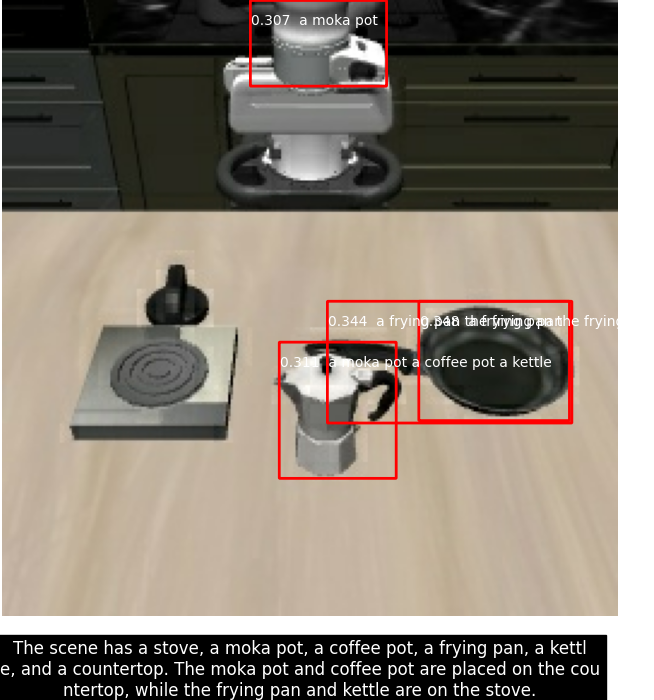 0.307 a moka pot
0.344 a frying pan the frying pan
0.348 a frying pan the frying
0.311 a moka pot a coffee pot a kettle
The scene has a stove, a moka pot, a coffee pot, a frying pan, a kettl
e, and a countertop. The moka pot and coffee pot are placed on the cou
ntertop, while the frying pan and kettle are on the stove.